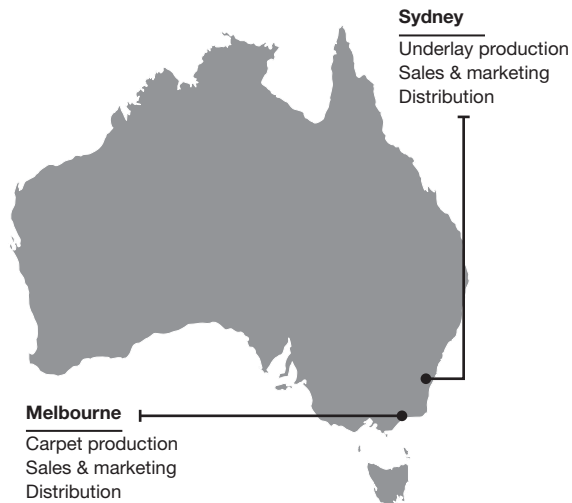 Sydney
Underlay production
Sales & marketing
Distribution
Melbourne
Carpet production
Sales & marketing
Distribution